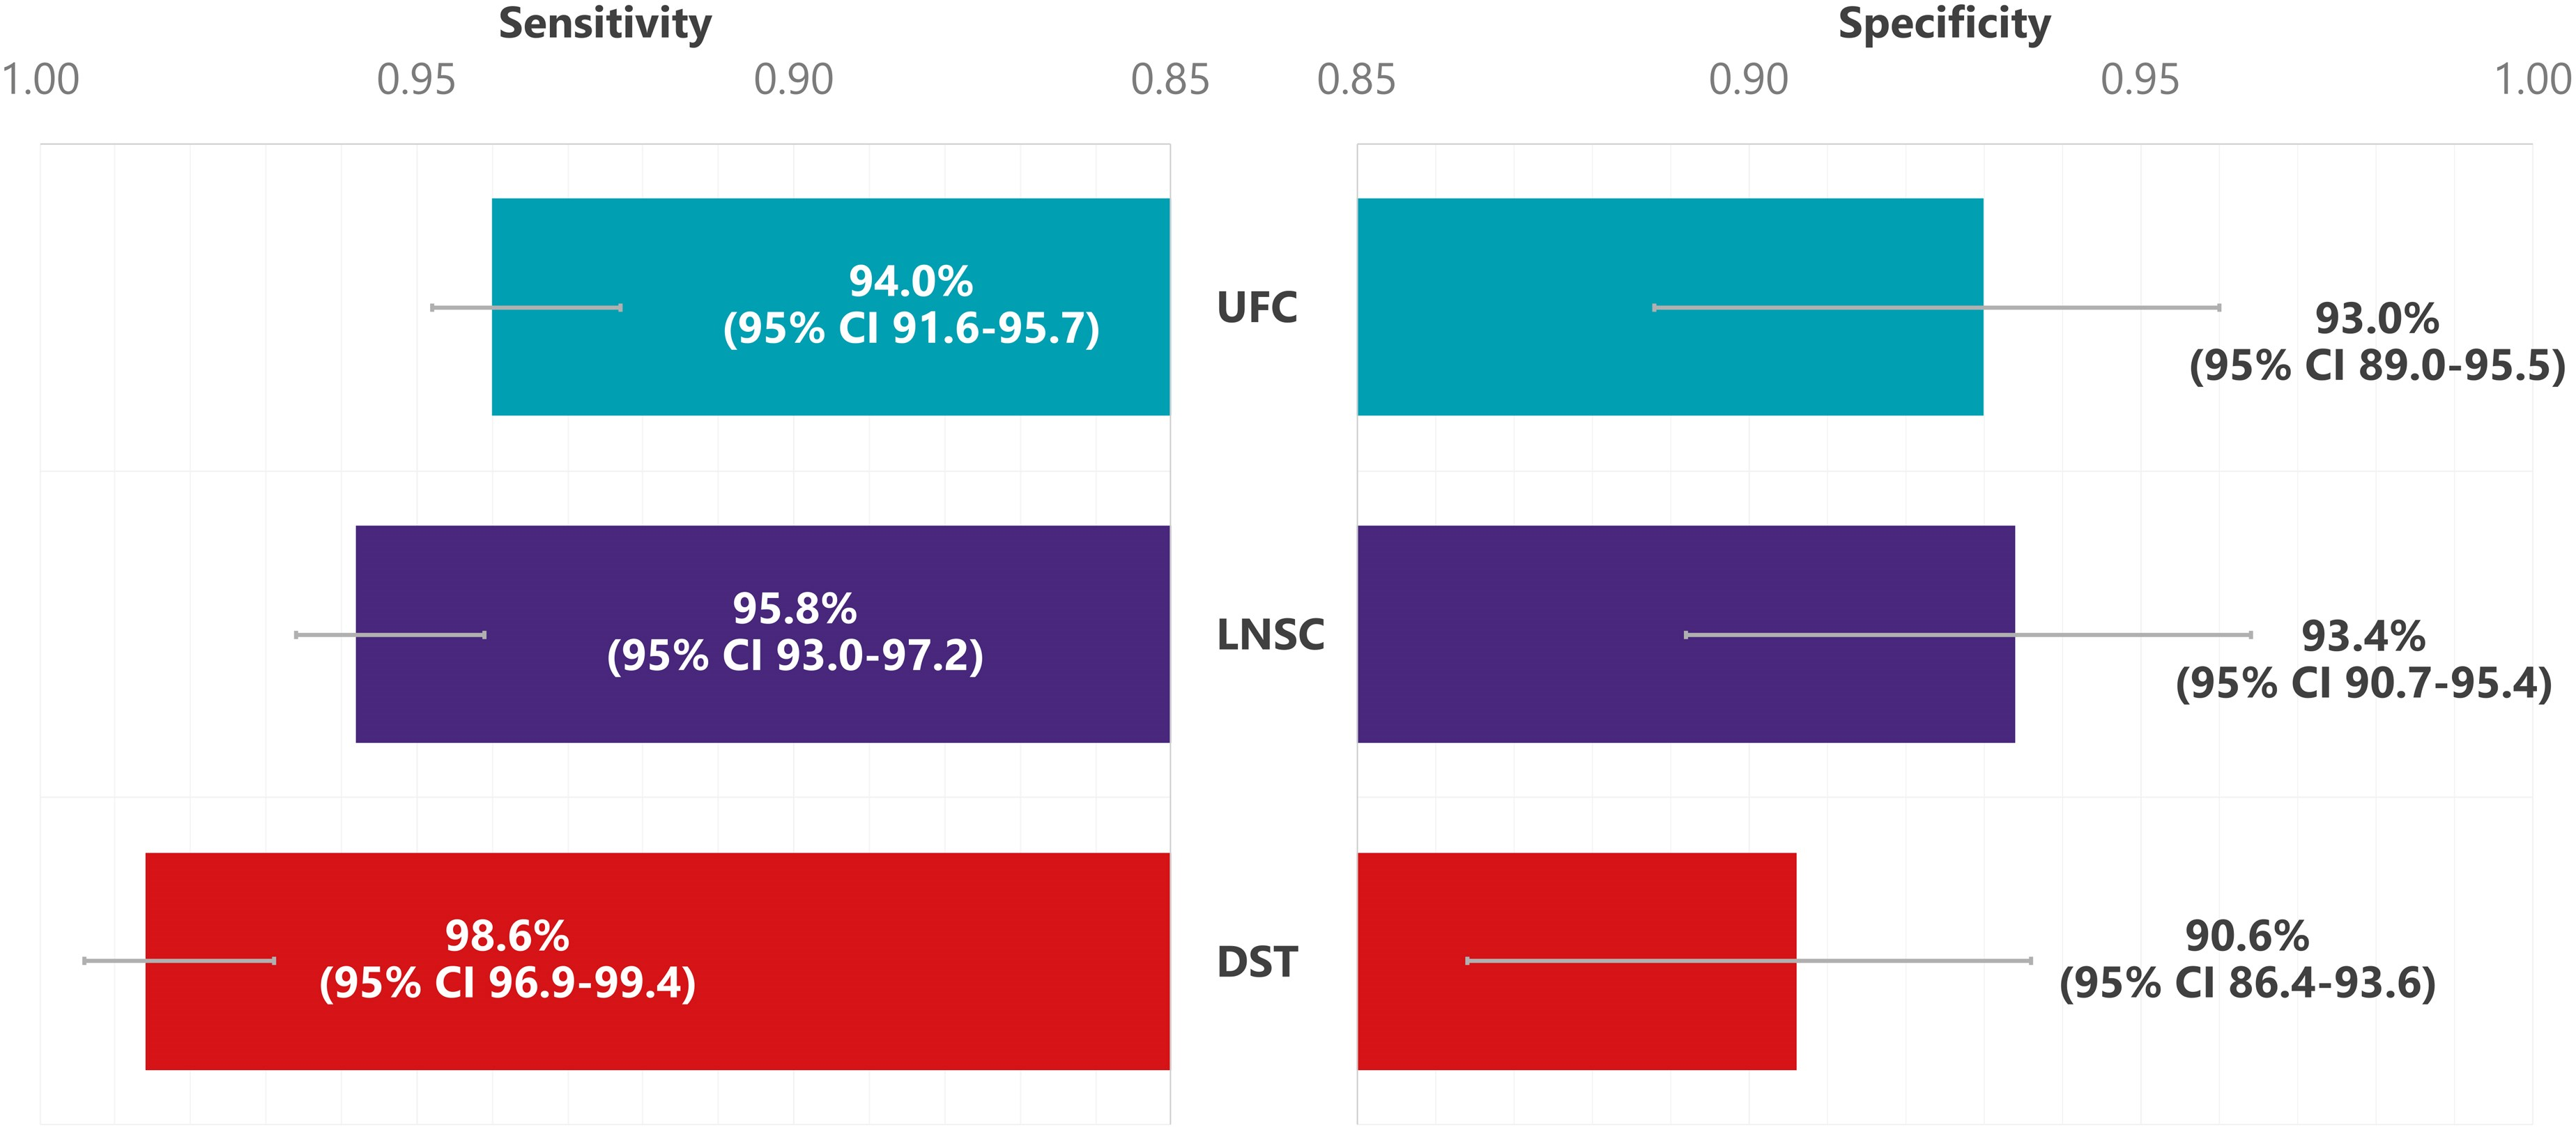 Sensitivity
Specificity
1.00 0.95 0.90 0.85 0.85 0.90 0.95 1.00
94.0%
(95% CI 91.6-95.7)
UFC
93.0%
(95% CI 89.0-95.5)
95.8%
(95% CI 93.0-97.2)
LNSC
93.4%
(95% CI 90.7-95.4)
98.6%
(95% CI 96.9-99.4)
DST
90.6%
(95% CI 86.4-93.6)